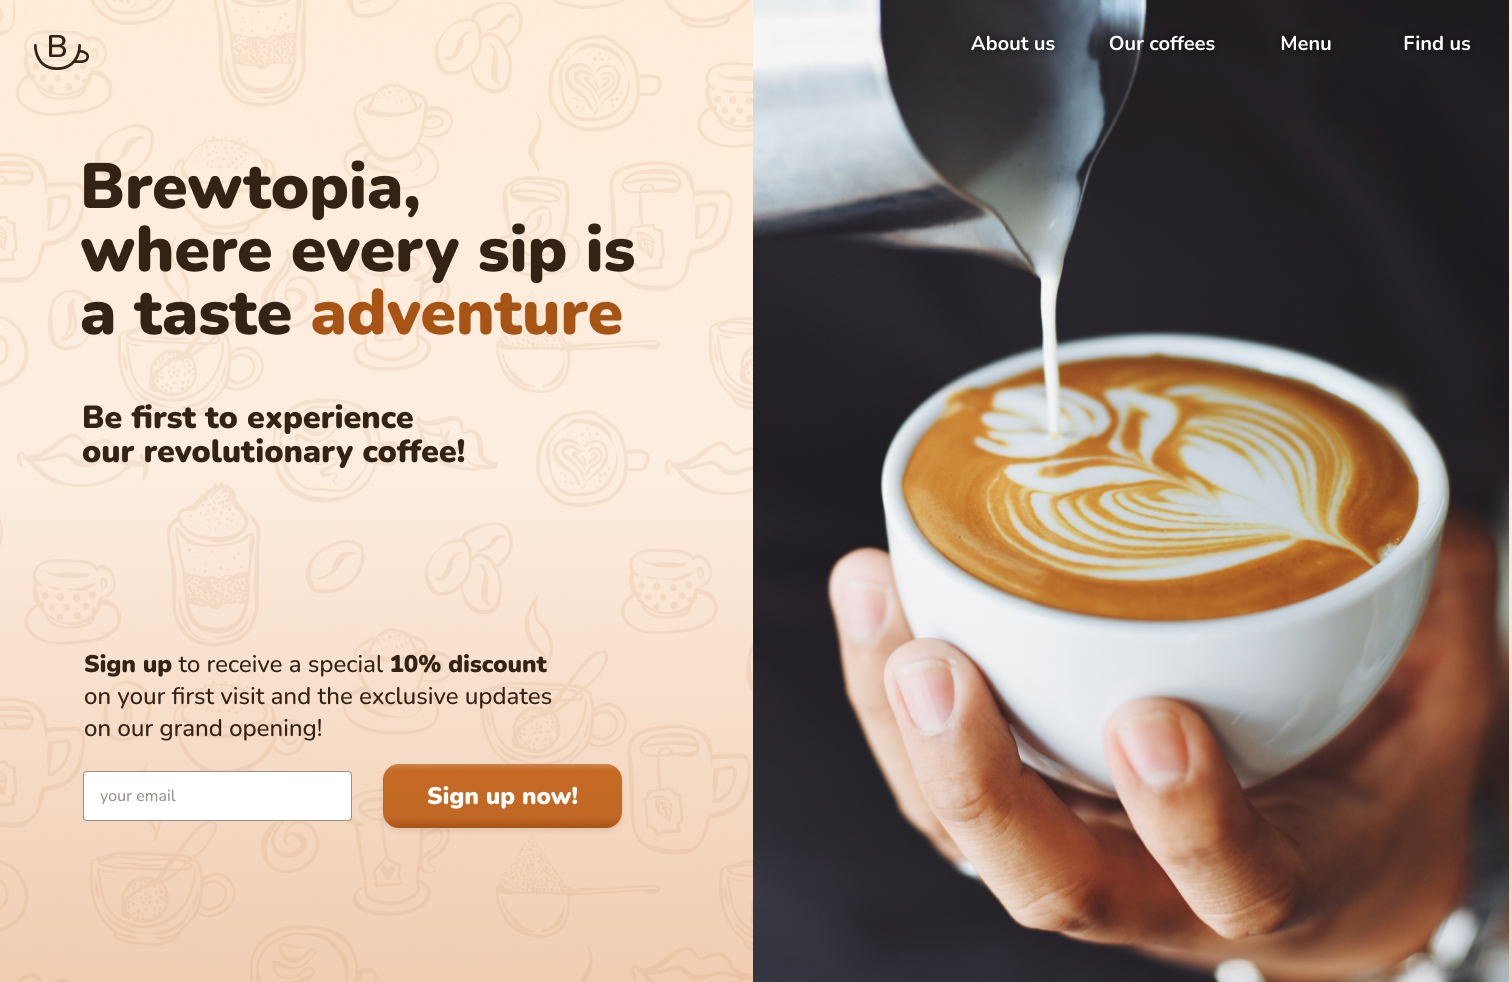 B
About us
Our coffees
Menu
Find us
Brewtopia,
where every sip is
a taste adventure
Be first to experience
our revolutionary coffee!
Sign up to receive a special 10% discount
on your first visit and the exclusive updates
on our grand opening!
your email
Sign up now!